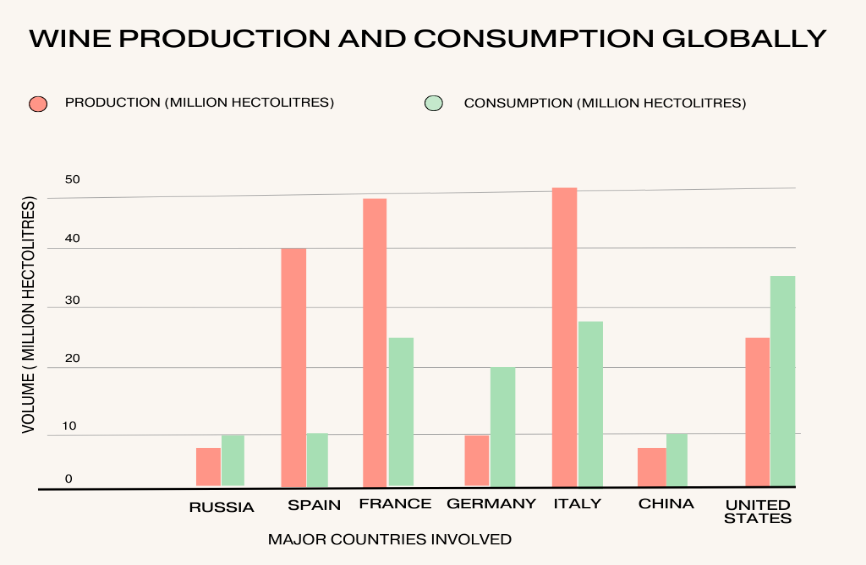 WINE PRODUCTION AND CONSUMPTION GLOBALLY
PRODUCTION (MILLION HECTOLITRES)
CONSUMPTION (MILLION HECTOLITRES)
VOLUME ( MILLION HECTOLITRES)
50
40
30
20
10
0
RUSSIA
SPAIN
FRANCE
GERMANY
ITALY
CHINA
UNITED
STATES
MAJOR COUNTRIES INVOLVED